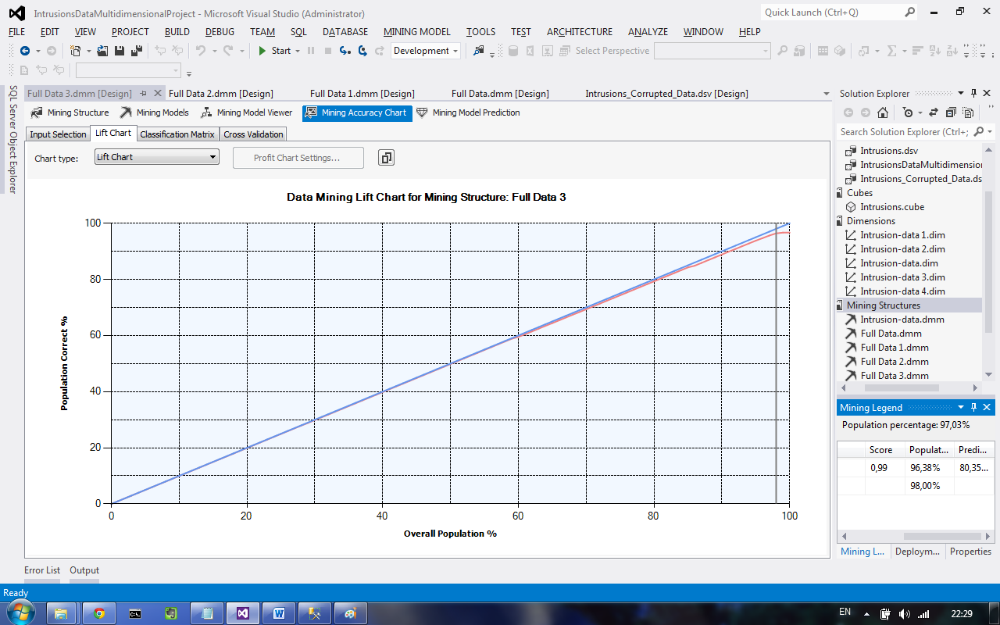 IntrusionsDataMultidimensionalProject - Microsoft Visual Studio (Administrator)
Quick Launch (Ctrl+Q)
FILE EDIT VIEW PROJECT BUILD DEBUG TEAM SQL DATABASE MINING MODEL TOOLS TEST ARCHITECTURE ANALYZE WINDOW HELP
Start Development Select Perspective
SQL Server Object Explorer
Full Data 3.dmm [Design] Full Data 2.dmm [Design] Full Data 1.dmm [Design] Full Data.dmm [Design] Intrusions_Corrupted_Data.dsv [Design]
Mining Structure Mining Models Mining Model Viewer Mining Accuracy Chart Mining Model Prediction
Input Selection Lift Chart Classification Matrix Cross Validation
Chart type: Lift Chart Profit Chart Settings...
Data Mining Lift Chart for Mining Structure: Full Data 3
Population Correct %
100
80
60
40
20
0
0 20 40 60 80 100
Overall Population %
Solution Explorer
Search Solution Explorer (Ctrl+;
Intrusions.dsv
IntrusionsDataMultidimensio
Intrusions_Corrupted_Data.ds
Cubes
Intrusions.cube
Dimensions
Intrusion-data 1.dim
Intrusion-data 2.dim
Intrusion-data.dim
Intrusion-data 3.dim
Intrusion-data 4.dim
Mining Structures
Intrusion-data.dmm
Full Data.dmm
Full Data 1.dmm
Full Data 2.dmm
Full Data 3.dmm
Mining Legend
Population percentage: 97,03%
Score Populat... Predi...
0,99 96,38% 80,35...
98,00%
Mining L... Deploym... Properties
Error List Output
Ready
C:\.
EN 22:29